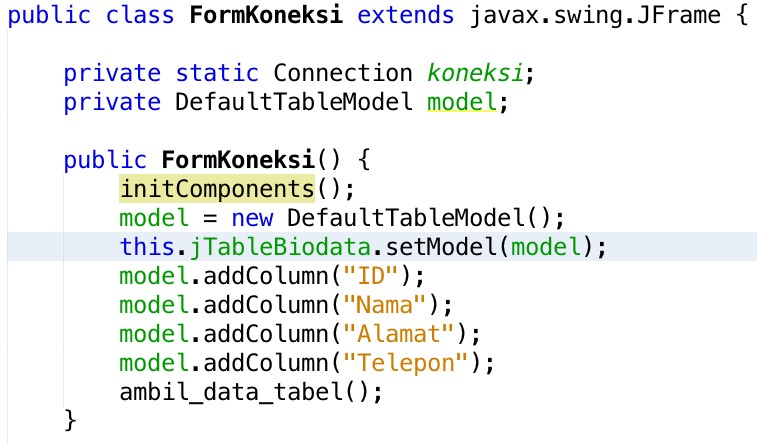 public class FormKoneksi extends javax.swing.JFrame {
private static Connection koneksi;
private DefaultTableModel model;
public FormKoneksi() {
initComponents();
model = new DefaultTableModel();
this.jTableBiodata.setModel(model);
model.addColumn("ID");
model.addColumn("Nama");
model.addColumn("Alamat");
model.addColumn("Telepon");
ambil_data_tabel();
}